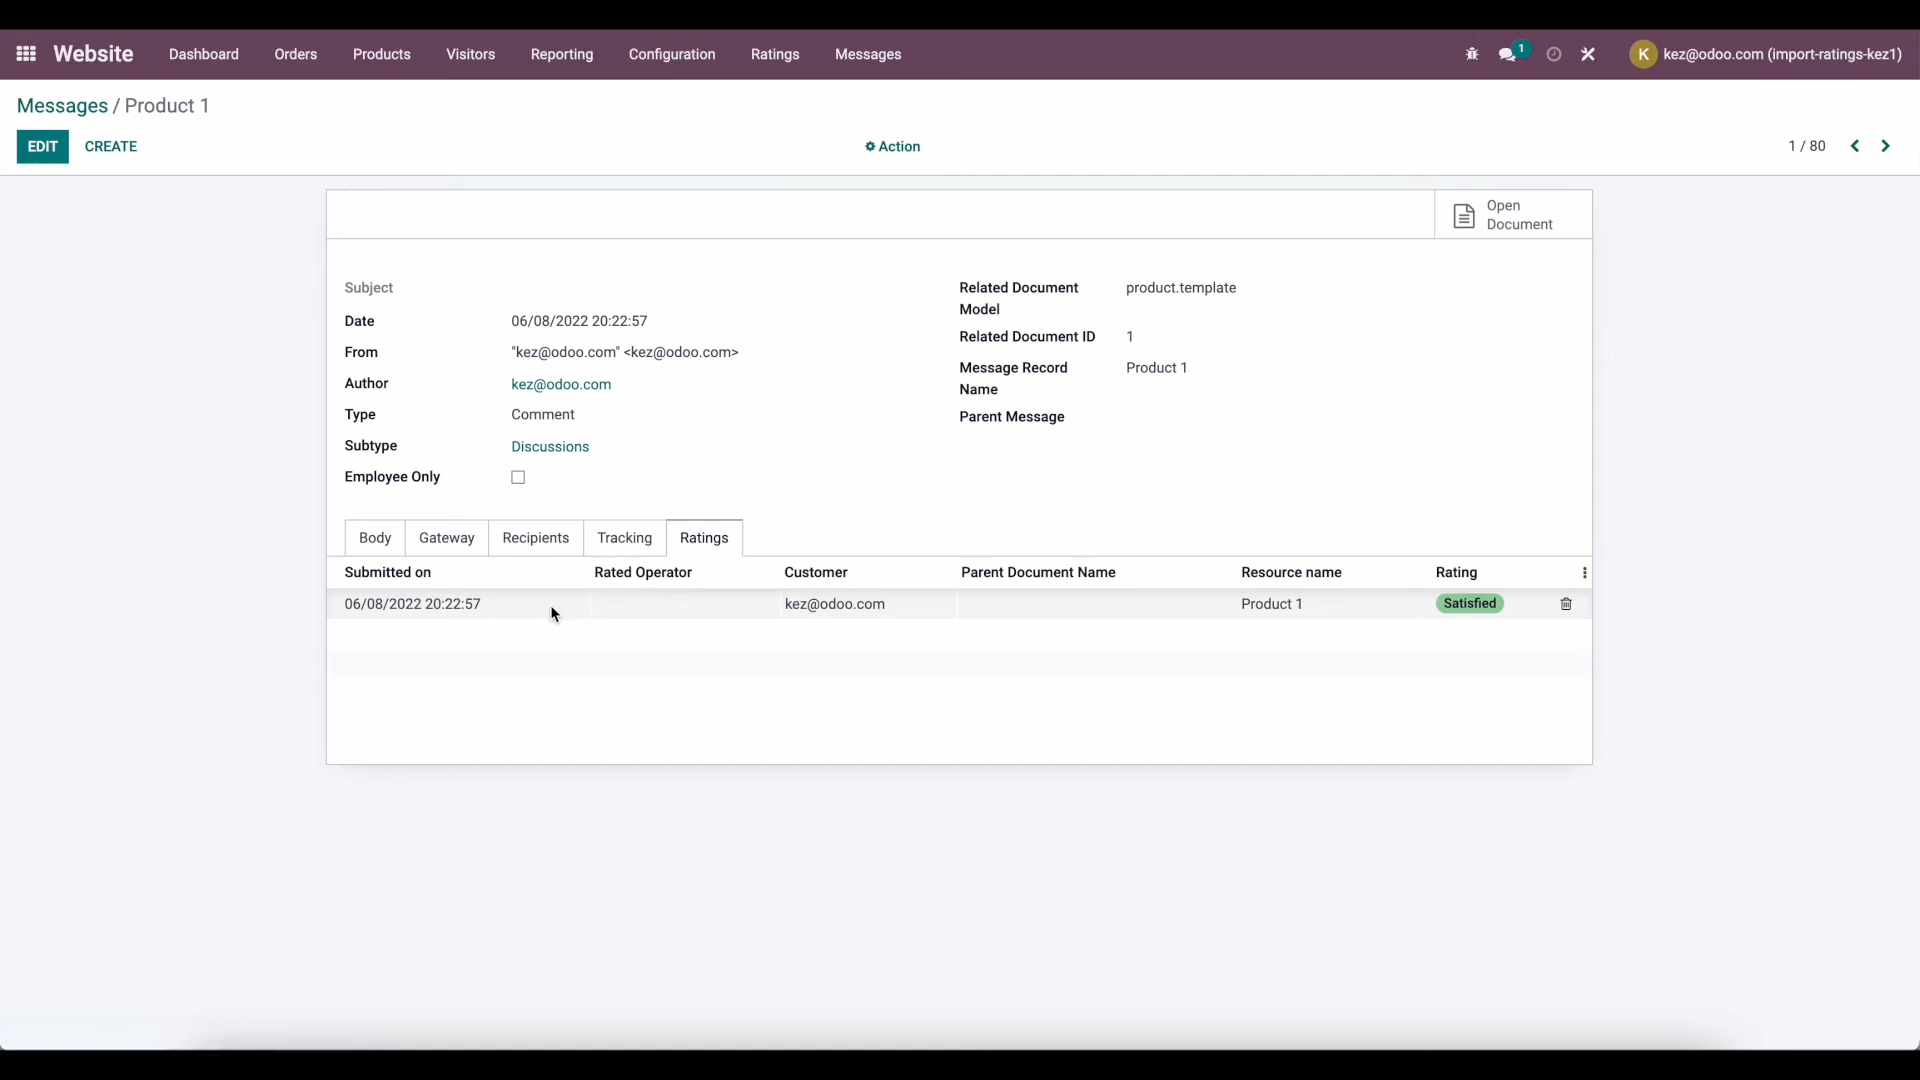 Website Dashboard Orders Products Visitors Reporting Configuration Ratings Messages 1 K kez@odoo.com (import-ratings-kez1)
Messages / Product 1
EDIT CREATE Action 1 / 80
Open
Document
Subject
Date 06/08/2022 20:22:57
From "kez@odoo.com" <kez@odoo.com>
Author kez@odoo.com
Type Comment
Subtype Discussions
Employee Only
Related Document
Model product.template
Related Document ID 1
Message Record
Name Product 1
Parent Message
Body Gateway Recipients Tracking Ratings
Submitted on Rated Operator Customer Parent Document Name Resource name Rating
06/08/2022 20:22:57 kez@odoo.com Product 1 Satisfied